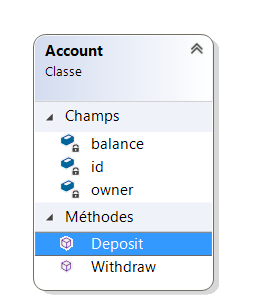 Account
Classe
Champs
balance
id
owner
Méthodes
Deposit
Withdraw